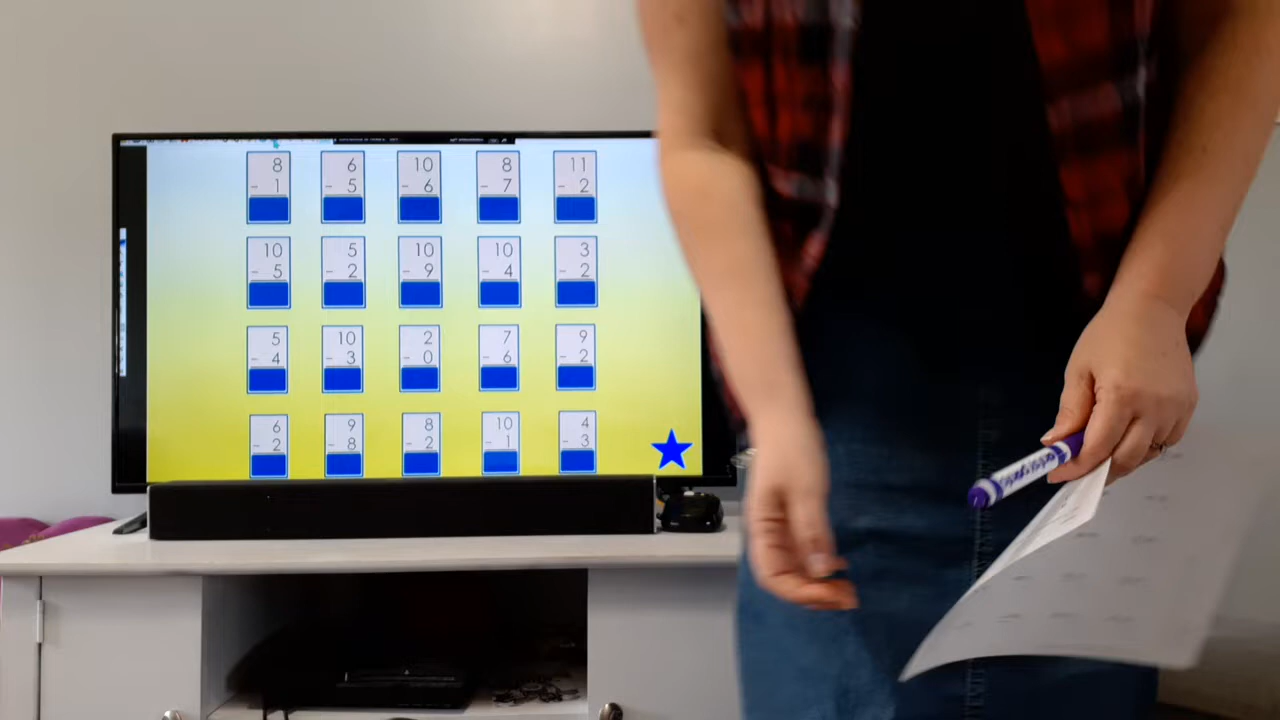 8 6 10 8 11
- 1 - 5 - 6 - 7 - 2
10 5 10 10 3
- 5 - 2 - 9 - 4 - 2
5 10 2 7 9
- 4 - 3 - 0 - 6 - 2
6 9 8 10 4
- 2 - 8 - 2 - 1 - 3